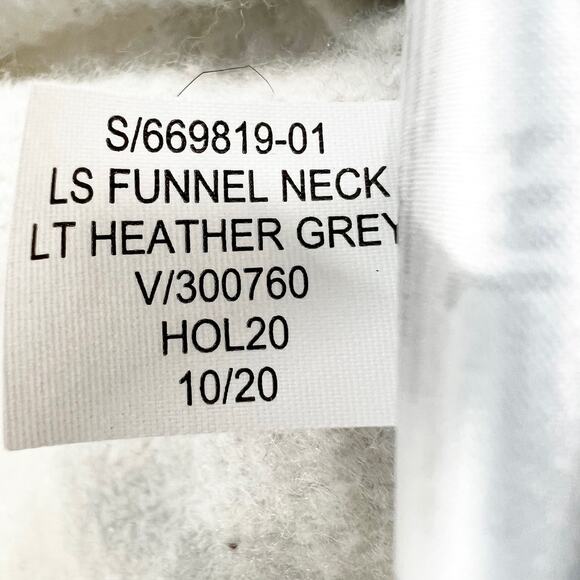 S/669819-01
LS FUNNEL NECK
LT HEATHER GREY
V/300760
HOL20
10/20